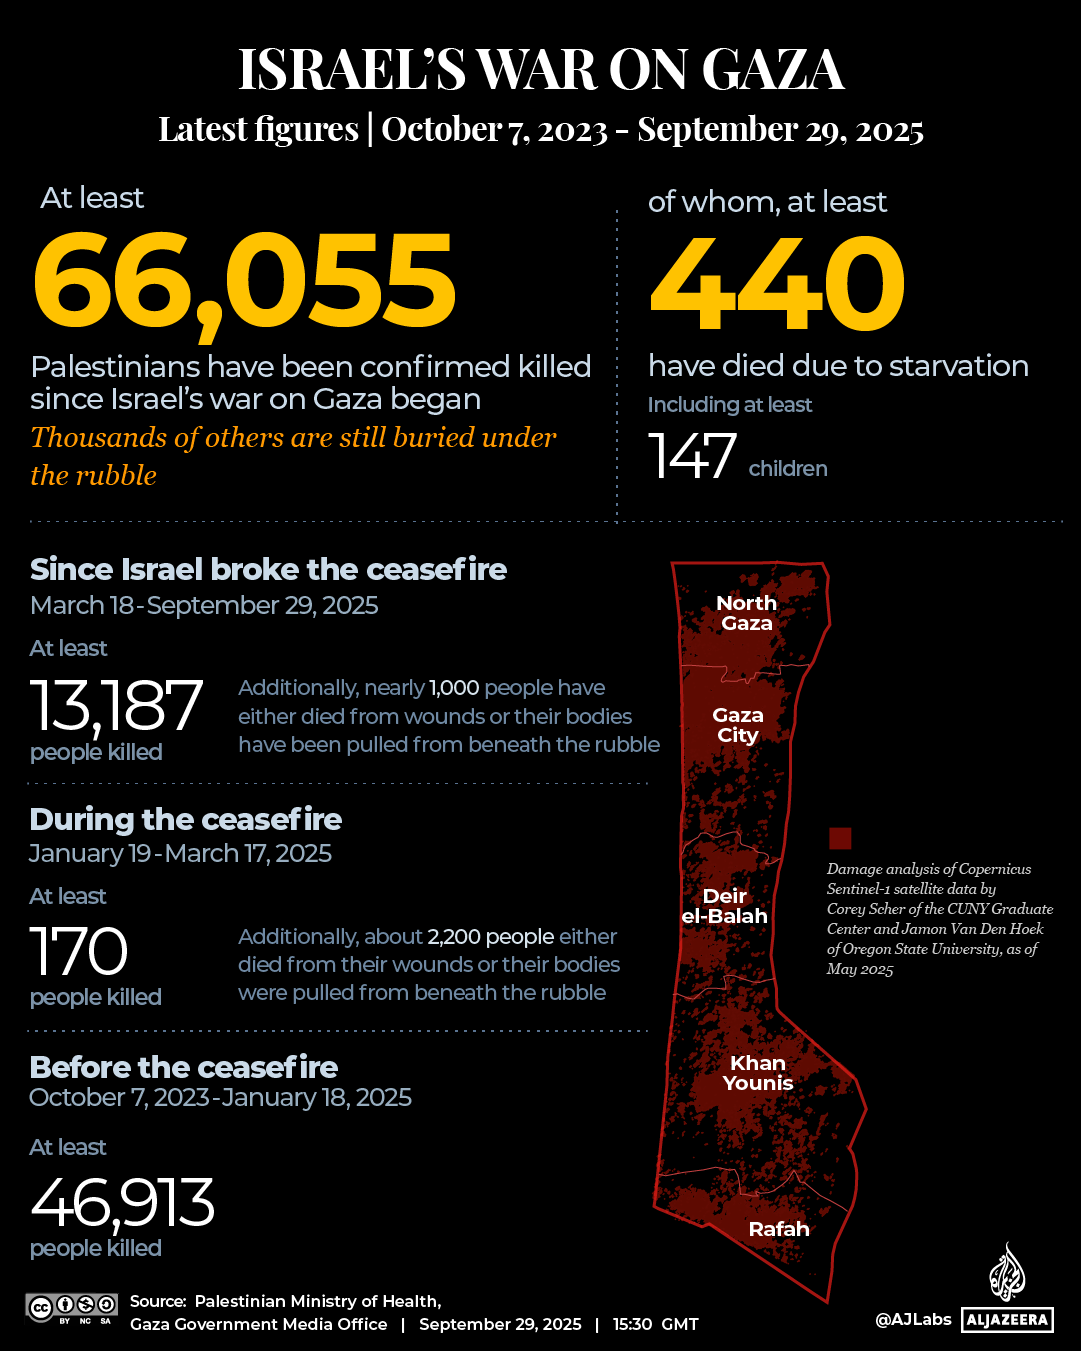 ISRAEL'S WAR ON GAZA
Latest figures | October 7, 2023 - September 29, 2025
At least
66,055
Palestinians have been confirmed killed
since Israel's war on Gaza began
Thousands of others are still buried under
the rubble
of whom, at least
440
have died due to starvation
Including at least
147 children
Since Israel broke the ceasefire
March 18 - September 29, 2025
At least
13,187
people killed
Additionally, nearly 1,000 people have
either died from wounds or their bodies
have been pulled from beneath the rubble
During the ceasefire
January 19 - March 17, 2025
At least
170
people killed
Additionally, about 2,200 people either
died from their wounds or their bodies
were pulled from beneath the rubble
Before the ceasefire
October 7, 2023 - January 18, 2025
At least
46,913
people killed
North
Gaza
Gaza
City
Deir
el-Balah
Khan
Younis
Rafah
Damage analysis of Copernicus
Sentinel-1 satellite data by
Corey Scher of the CUNY Graduate
Center and Jamon Van Den Hoek
of Oregon State University, as of
May 2025
CC BY NC SA
Source: Palestinian Ministry of Health,
Gaza Government Media Office | September 29, 2025 | 15:30 GMT
@AJLabs
ALJAZEERA